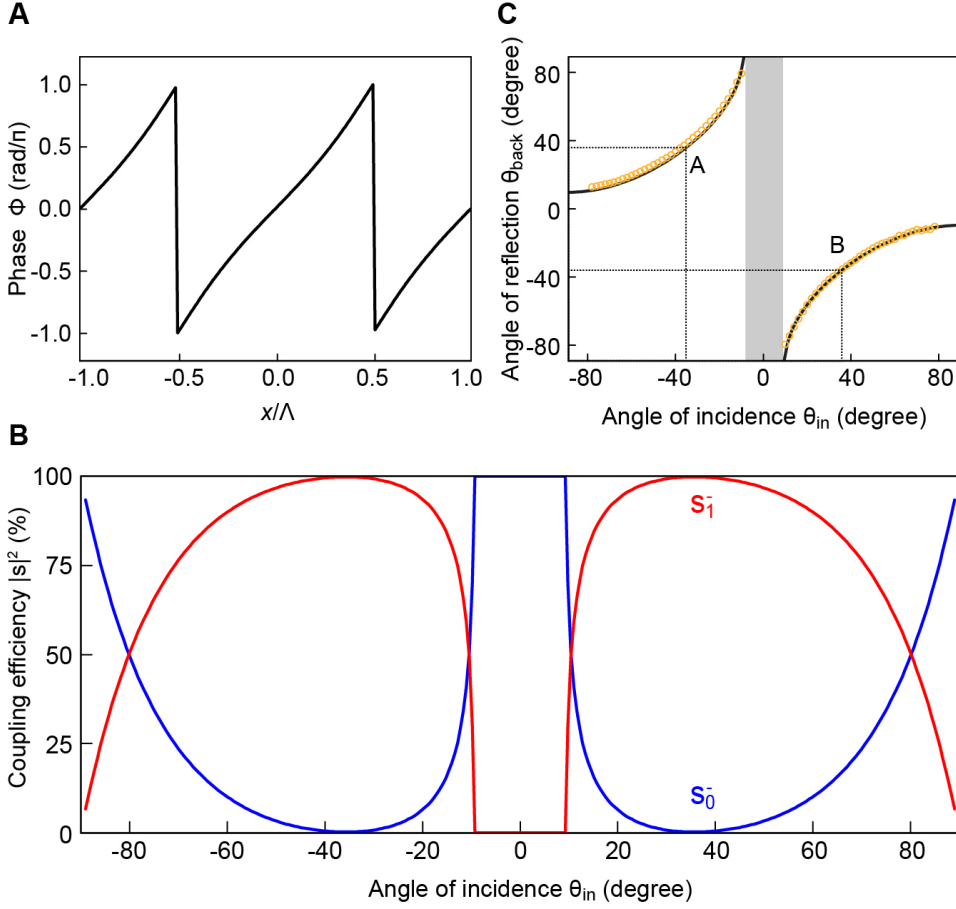 A
Phase Φ (rad/π)
1.0
0.5
0.0
-0.5
-1.0
-1.0 -0.5 0.0 0.5 1.0
x/Λ
C
Angle of reflection θback (degree)
80
40
0
-40
-80
A
B
-80 -40 0 40 80
Angle of incidence θin (degree)
B
Coupling efficiency |s|² (%)
100
75
50
25
0
S₁⁻
S₀⁻
-80 -60 -40 -20 0 20 40 60 80
Angle of incidence θin (degree)